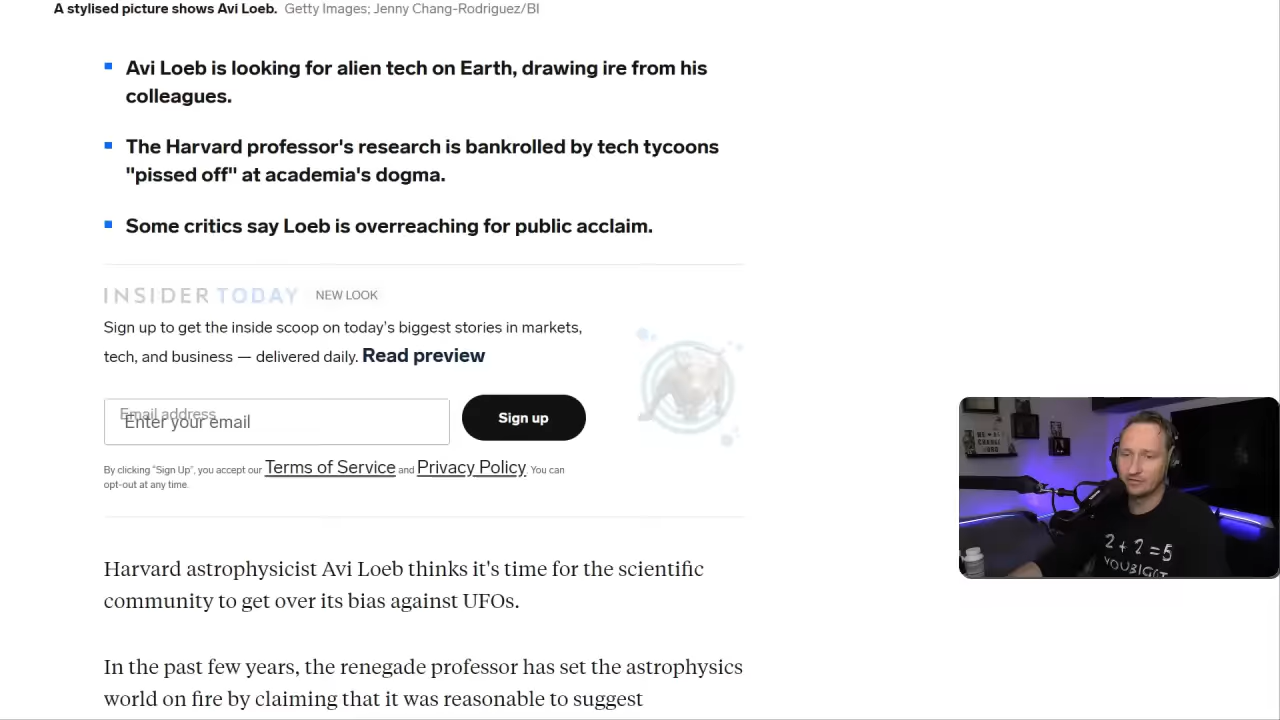 A stylised picture shows Avi Loeb. Getty Images; Jenny Chang-Rodriguez/BI
Avi Loeb is looking for alien tech on Earth, drawing ire from his
colleagues.
The Harvard professor's research is bankrolled by tech tycoons
"pissed off" at academia's dogma.
Some critics say Loeb is overreaching for public acclaim.
INSIDER TODAY NEW LOOK
Sign up to get the inside scoop on today's biggest stories in markets,
tech, and business — delivered daily. Read preview
Email address
Enter your email
Sign up
By clicking "Sign Up", you accept our Terms of Service and Privacy Policy. You can
opt-out at any time.
Harvard astrophysicist Avi Loeb thinks it's time for the scientific
community to get over its bias against UFOs.
In the past few years, the renegade professor has set the astrophysics
world on fire by claiming that it was reasonable to suggest
2 + 2 = 5